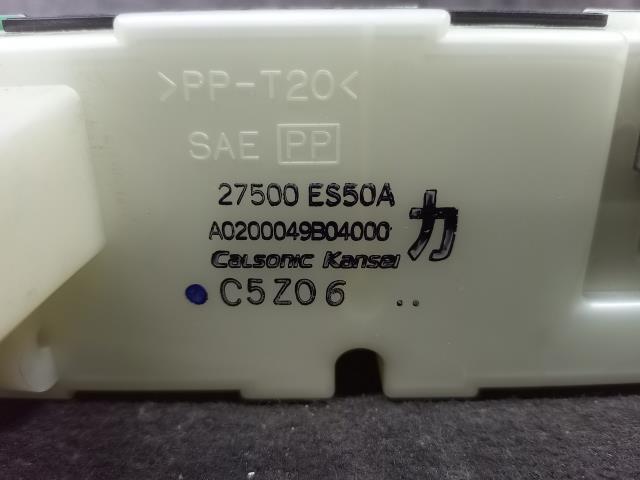 >PP-T20<
SAE PP
27500 ES50A
A0200049B04000
カ
Calsonic Kansei
C5Z06 ..